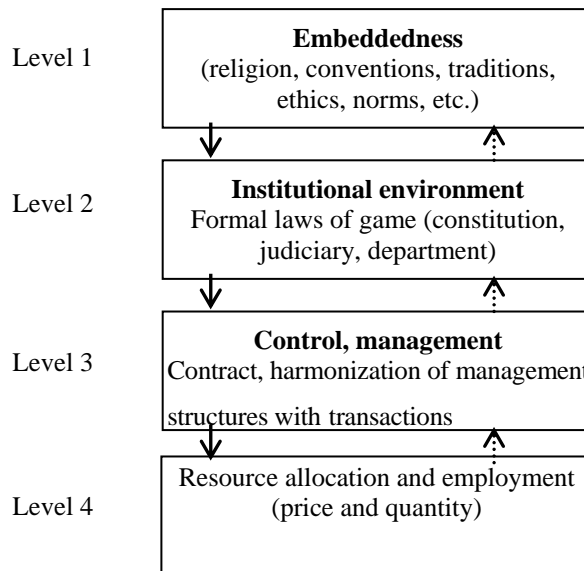 Level 1
Embeddedness
(religion, conventions, traditions,
ethics, norms, etc.)
Level 2
Institutional environment
Formal laws of game (constitution,
judiciary, department)
Level 3
Control, management
Contract, harmonization of management
structures with transactions
Level 4
Resource allocation and employment
(price and quantity)